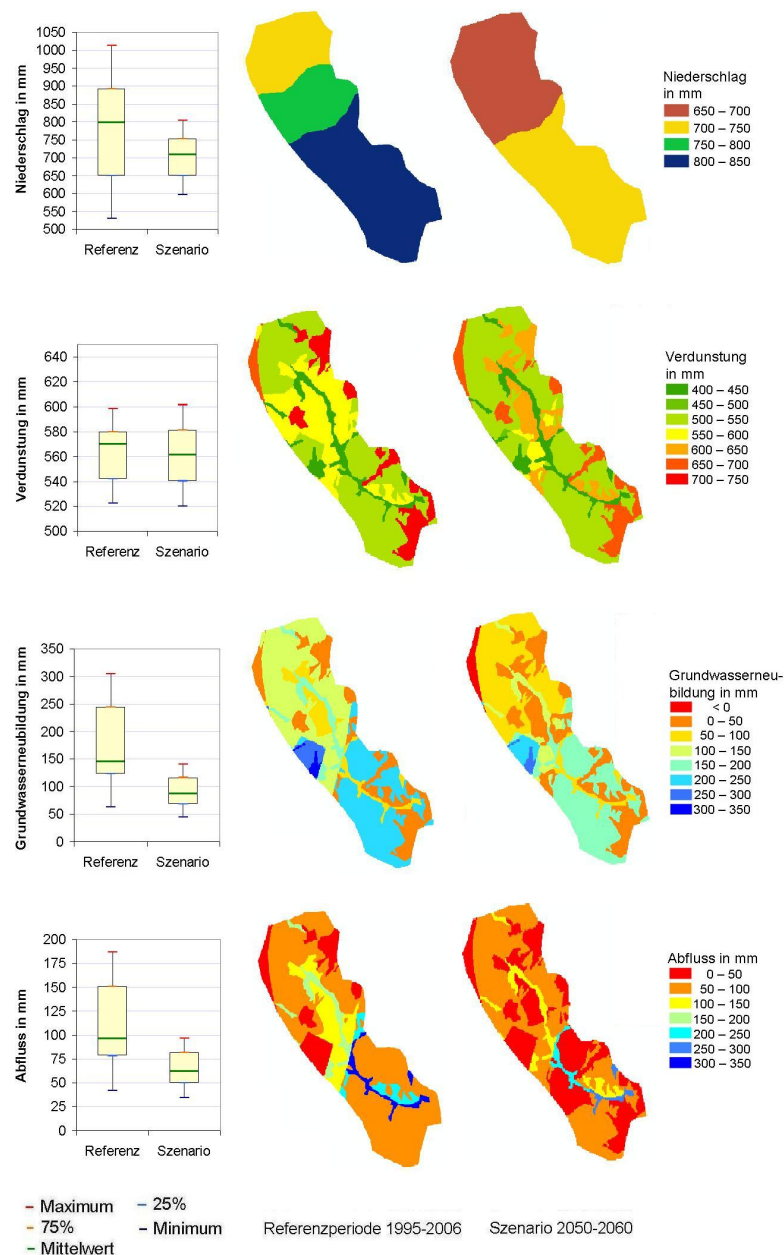 Niederschlag in mm
1050
1000
950
900
850
800
750
700
650
600
550
500
Referenz Szenario
Niederschlag
in mm
650 – 700
700 – 750
750 – 800
800 – 850
Verdunstung in mm
640
620
600
580
560
540
520
500
Referenz Szenario
Verdunstung
in mm
400 – 450
450 – 500
500 – 550
550 – 600
600 – 650
650 – 700
700 – 750
Grundwasserneubildung in mm
350
300
250
200
150
100
50
0
Referenz Szenario
Grundwasserneu-
bildung in mm
< 0
0 – 50
50 – 100
100 – 150
150 – 200
200 – 250
250 – 300
300 – 350
Abfluss in mm
200
175
150
125
100
75
50
25
0
Referenz Szenario
Abfluss in mm
0 – 50
50 – 100
100 – 150
150 – 200
200 – 250
250 – 300
300 – 350
Maximum
75%
Mittelwert
25%
Minimum
Referenzperiode 1995-2006
Szenario 2050-2060